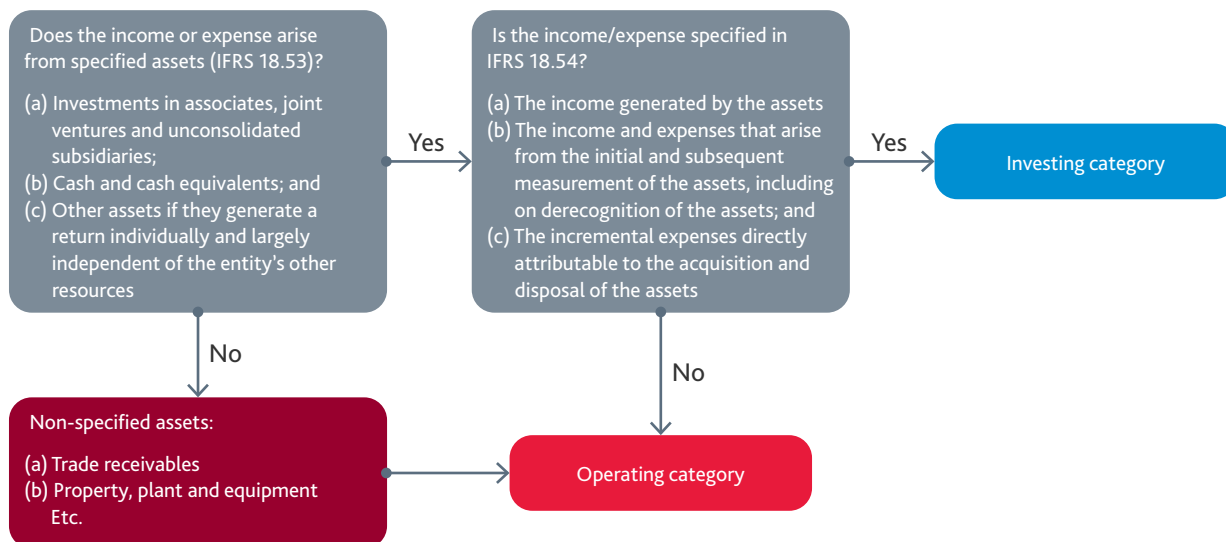 Does the income or expense arise
from specified assets (IFRS 18.53)?
(a) Investments in associates, joint
ventures and unconsolidated
subsidiaries;
(b) Cash and cash equivalents; and
(c) Other assets if they generate a
return individually and largely
independent of the entity's other
resources
Yes
Is the income/expense specified in
IFRS 18.54?
(a) The income generated by the assets
(b) The income and expenses that arise
from the initial and subsequent
measurement of the assets, including
on derecognition of the assets; and
(c) The incremental expenses directly
attributable to the acquisition and
disposal of the assets
Yes
Investing category
No
No
Non-specified assets:
(a) Trade receivables
(b) Property, plant and equipment
Etc.
Operating category